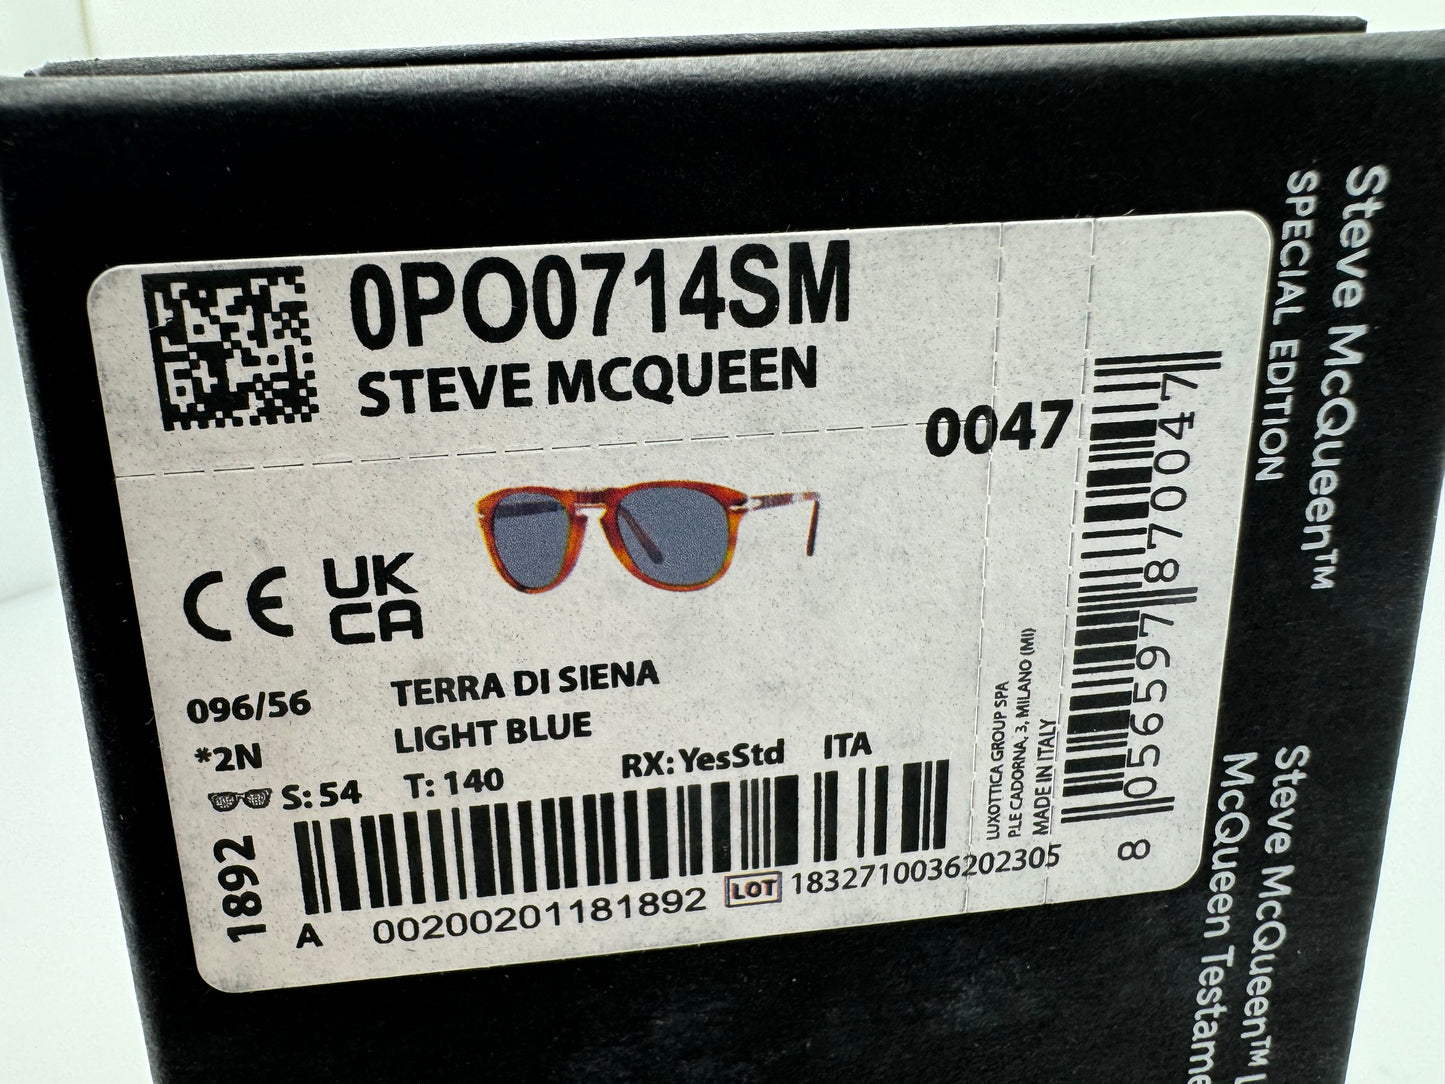 0PO0714SM
STEVE MCQUEEN
0047
CE
UK
CA
096/56
TERRA DI SIENA
*2N
LIGHT BLUE
S: 54
T: 140
RX: YesStd
ITA
1892
A
00200201181892
LOT
1832710036202305
LUXOTTICA GROUP SPA
P.LE CADORNA, 3, MILANO (MI)
MADE IN ITALY
8 056597 870047
Steve McQueen™
SPECIAL EDITION
Steve McQueen™
McQueen Testame